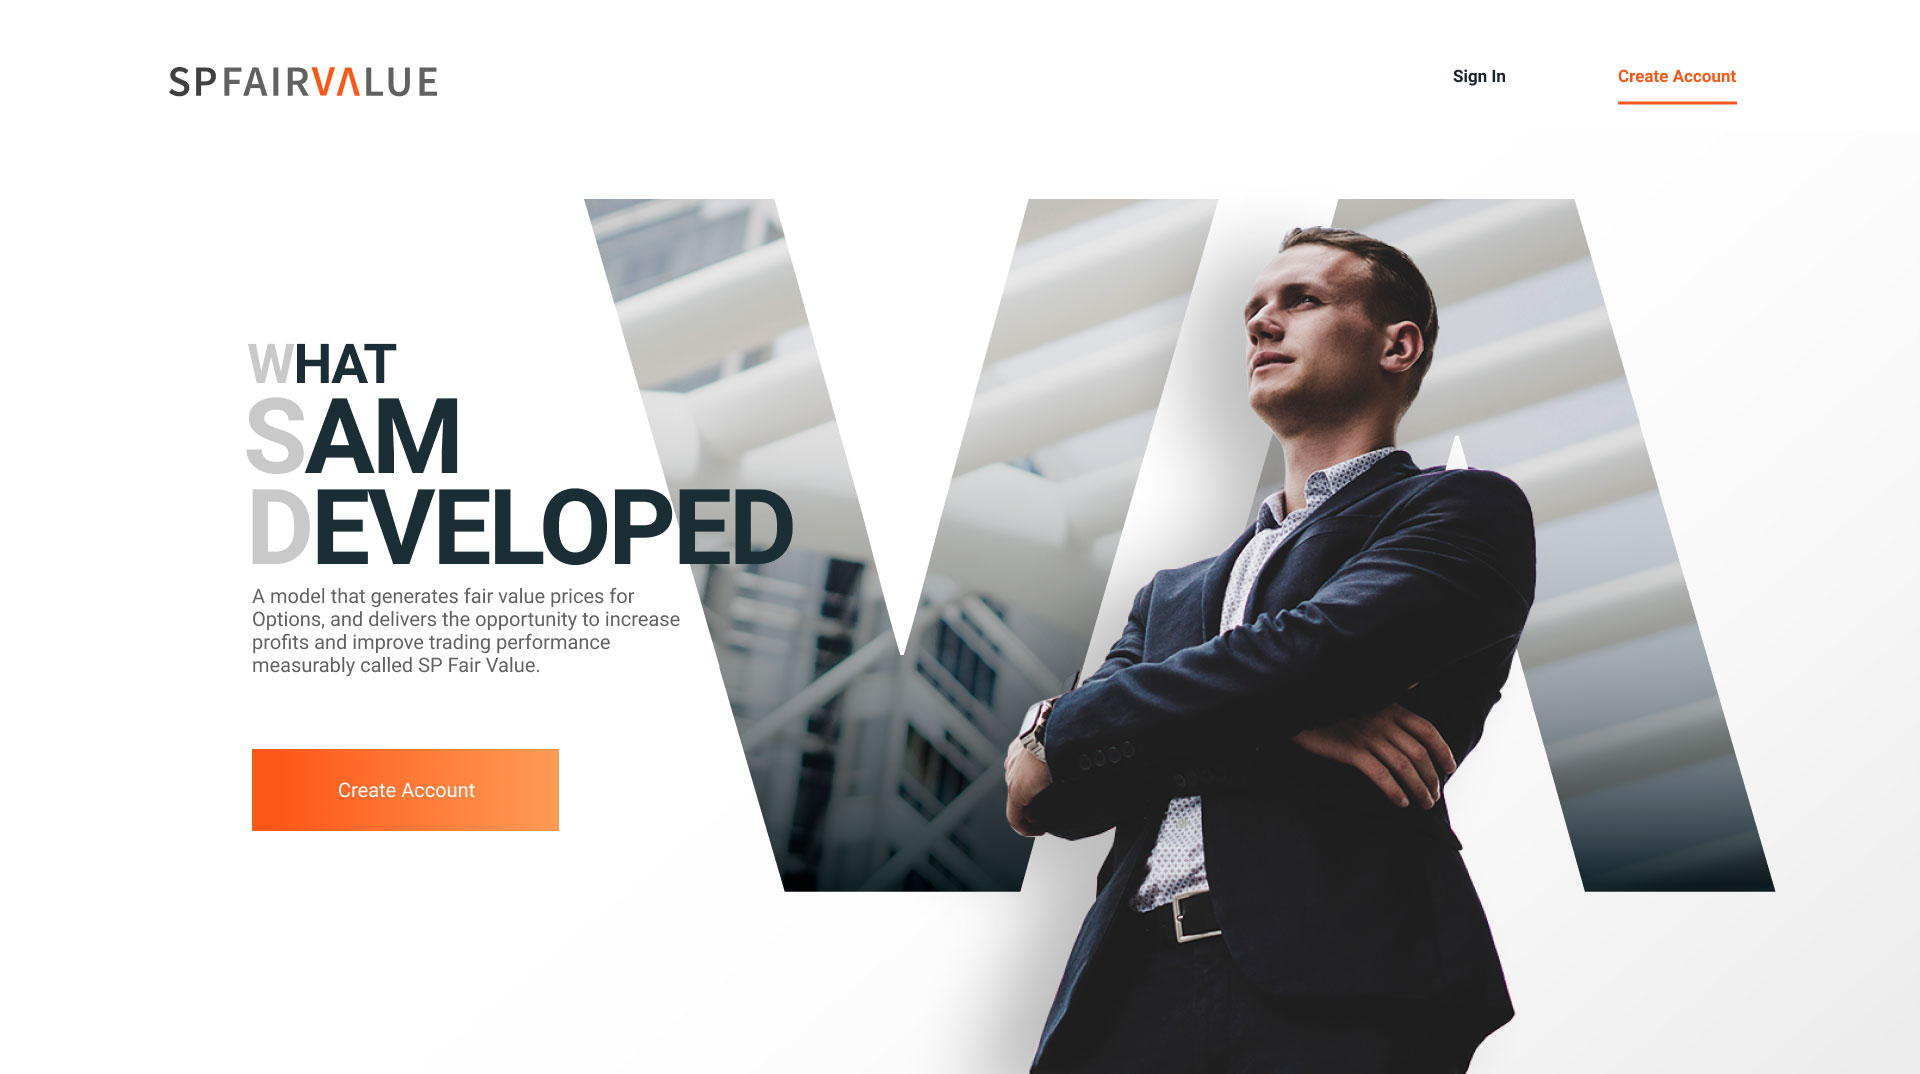 SPFAIRVALUE
Sign In
Create Account
WHAT
SAM
DEVELOPED
A model that generates fair value prices for
Options, and delivers the opportunity to increase
profits and improve trading performance
measurably called SP Fair Value.
Create Account